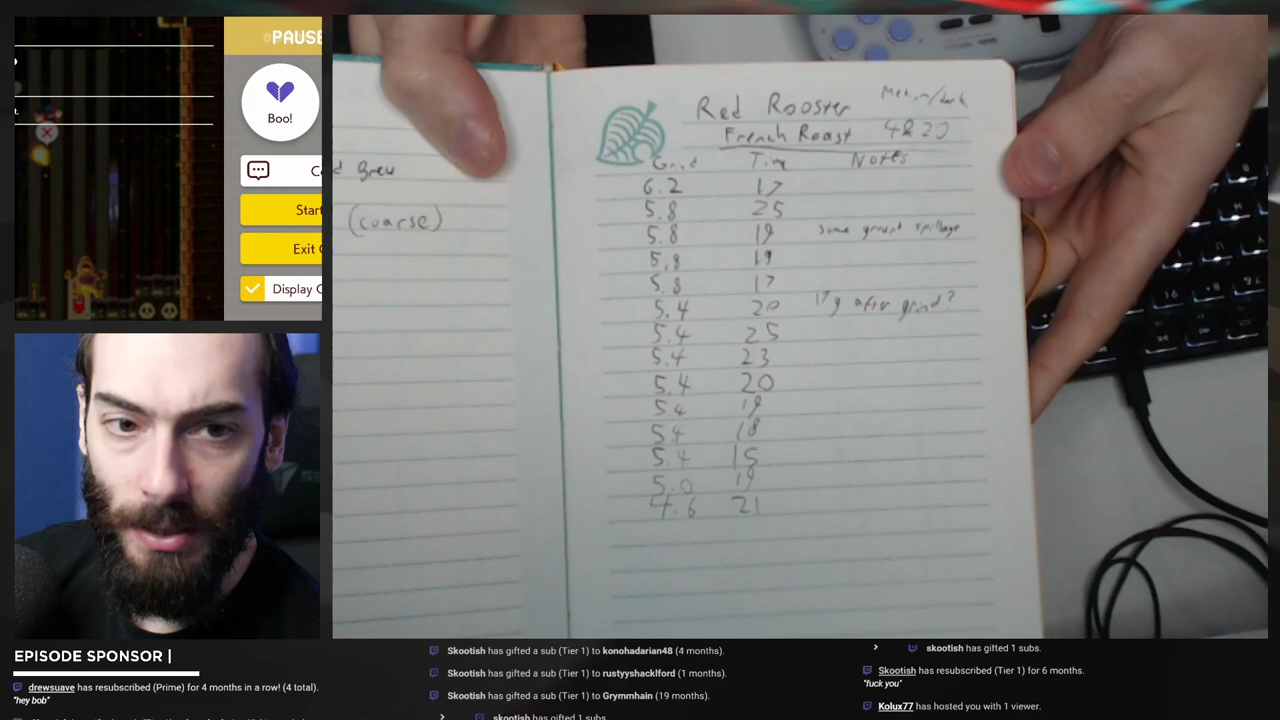 PAUSE
Boo!
Start
Exit
Display
d Brew
(coarse)
Red Rooster Medium/dark
French Roast 4820
Grind Time Notes
6.2 17
5.8 25
5.8 19 some ground spillage
5.8 19
5.8 17
5.4 20 17g after grind?
5.4 25
5.4 23
5.4 20
5.4 19
5.4 18
5.4 15
5.0 19
4.6 21
EPISODE SPONSOR |
drewsuave has resubscribed (Prime) for 4 months in a row! (4 total).
"hey bob"
Skootish has gifted a sub (Tier 1) to konohadarian48 (4 months).
Skootish has gifted a sub (Tier 1) to rustyyshacklford (1 months).
Skootish has gifted a sub (Tier 1) to Grymmhain (19 months).
skootish has gifted 1 subs.
skootish has gifted 1 subs.
Skootish has resubscribed (Tier 1) for 6 months.
"fuck you"
Kolux77 has hosted you with 1 viewer.